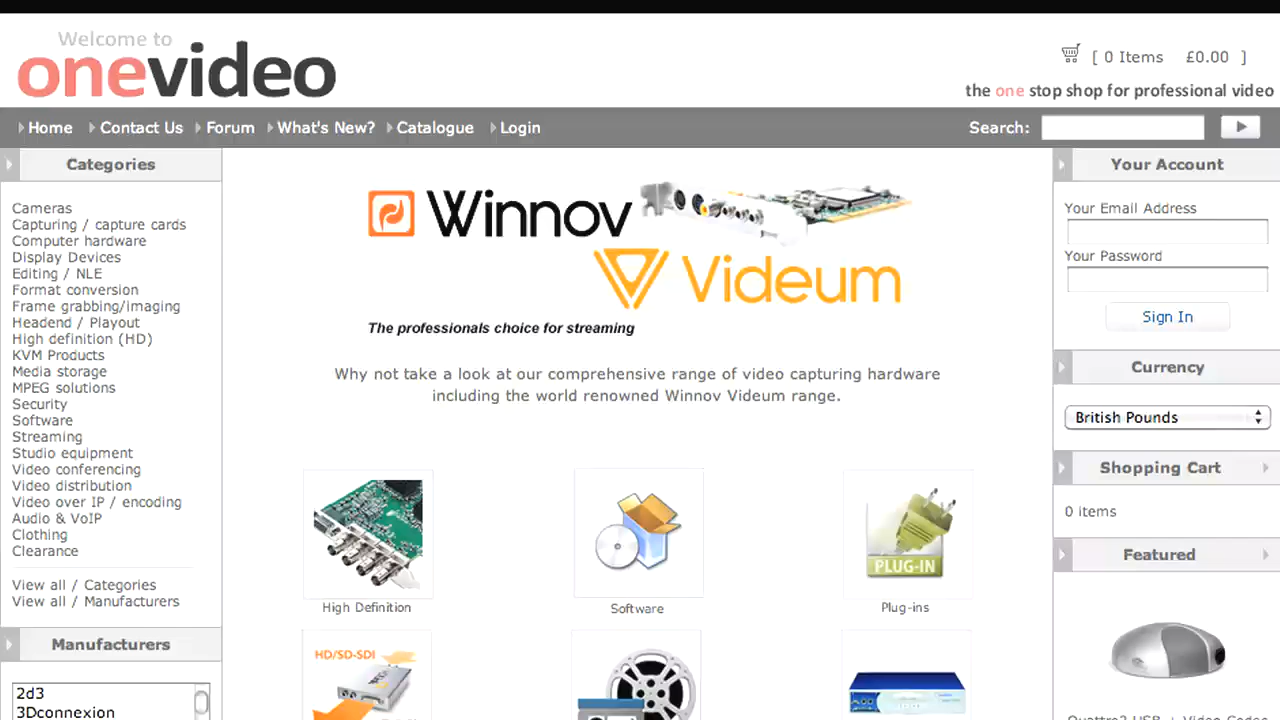 Welcome to
onevideo
[ 0 Items £0.00 ]
the one stop shop for professional video
Home Contact Us Forum What's New? Catalogue Login
Search:
Categories
Cameras
Capturing / capture cards
Computer hardware
Display Devices
Editing / NLE
Format conversion
Frame grabbing/imaging
Headend / Playout
High definition (HD)
KVM Products
Media storage
MPEG solutions
Security
Software
Streaming
Studio equipment
Video conferencing
Video distribution
Video over IP / encoding
Audio & VoIP
Clothing
Clearance
View all / Categories
View all / Manufacturers
Manufacturers
2d3
3Dconnexion
Winnov
Videum
The professionals choice for streaming
Why not take a look at our comprehensive range of video capturing hardware
including the world renowned Winnov Videum range.
High Definition
Software
PLUG-IN
Plug-ins
HD/SD-SDI
Your Account
Your Email Address
Your Password
Sign In
Currency
British Pounds
Shopping Cart
0 items
Featured